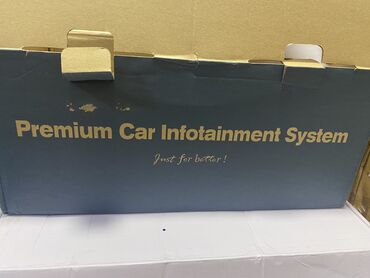 Premium Car Infotainment System
Just for better!